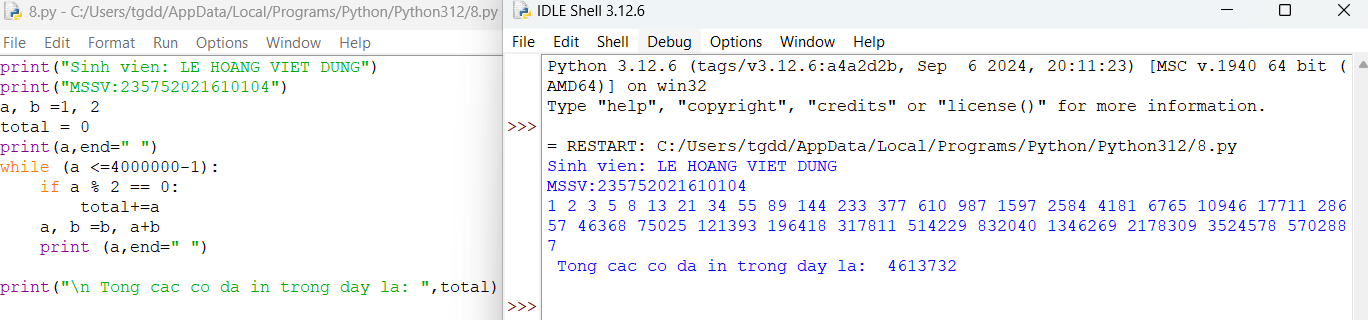 8.py - C:/Users/tgdd/AppData/Local/Programs/Python/Python312/8.py
File Edit Format Run Options Window Help
print("Sinh vien: LE HOANG VIET DUNG")
print("MSSV:235752021610104")
a, b =1, 2
total = 0
print(a,end=" ")
while (a <=4000000-1):
    if a % 2 == 0:
        total+=a
    a, b =b, a+b
    print (a,end=" ")
print("\n Tong cac co da in trong day la: ",total)
IDLE Shell 3.12.6
File Edit Shell Debug Options Window Help
Python 3.12.6 (tags/v3.12.6:a4a2d2b, Sep  6 2024, 20:11:23) [MSC v.1940 64 bit (
AMD64)] on win32
Type "help", "copyright", "credits" or "license()" for more information.
>>>
= RESTART: C:/Users/tgdd/AppData/Local/Programs/Python/Python312/8.py
Sinh vien: LE HOANG VIET DUNG
MSSV:235752021610104
1 2 3 5 8 13 21 34 55 89 144 233 377 610 987 1597 2584 4181 6765 10946 17711 286
57 46368 75025 121393 196418 317811 514229 832040 1346269 2178309 3524578 570288
7
 Tong cac co da in trong day la:  4613732
>>>